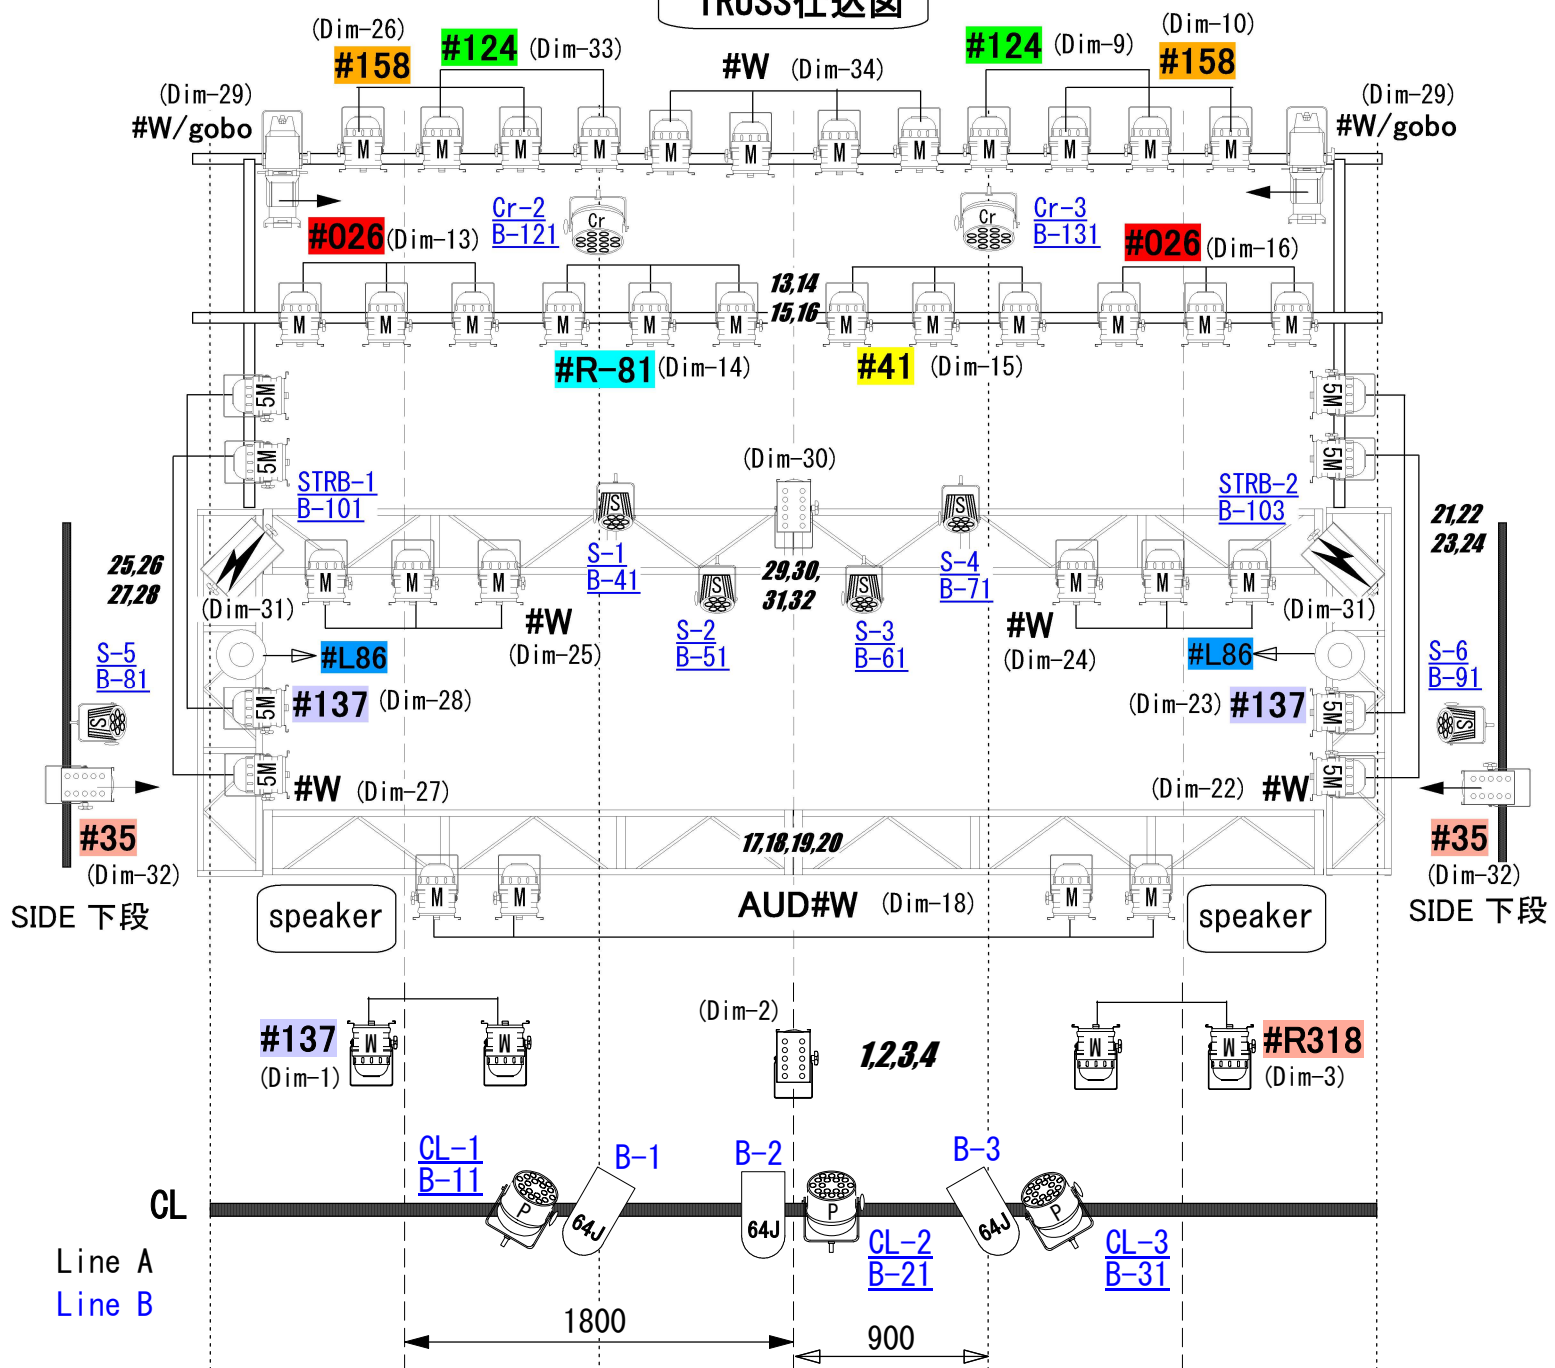 TRUSS仕込図
(Dim-26)
#158
#124 (Dim-33)
#W (Dim-34)
#124 (Dim-9)
(Dim-10)
#158
(Dim-29)
#W/gobo
(Dim-29)
#W/gobo
M M M M M M M M M M M M
Cr-2
B-121
Cr
Cr
Cr-3
B-131
#026 (Dim-13)
#026 (Dim-16)
13,14
15,16
M M M M M M M M M M M M
#R-81 (Dim-14)
#41 (Dim-15)
5M
5M
5M
5M
(Dim-30)
STRB-1
B-101
STRB-2
B-103
S
S
21,22
23,24
25,26
27,28
S-1
B-41
S-4
B-71
29,30,
31,32
M M M
S
S
M M M
(Dim-31)
(Dim-31)
#W
(Dim-25)
S-2
B-51
S-3
B-61
#W
(Dim-24)
#L86
#L86
S-5
B-81
S-6
B-91
S
5M
#137 (Dim-28)
(Dim-23) #137
5M
S
5M
#W (Dim-27)
(Dim-22) #W
5M
#35
(Dim-32)
SIDE 下段
#35
(Dim-32)
SIDE 下段
17,18,19,20
M M M M
speaker
AUD#W (Dim-18)
speaker
(Dim-2)
#137
(Dim-1)
M M
1,2,3,4
M M
#R318
(Dim-3)
CL-1
B-11
B-1
B-2
B-3
CL
P
64J
64J
P
64J
P
CL-2
B-21
CL-3
B-31
Line A
Line B
1800
900